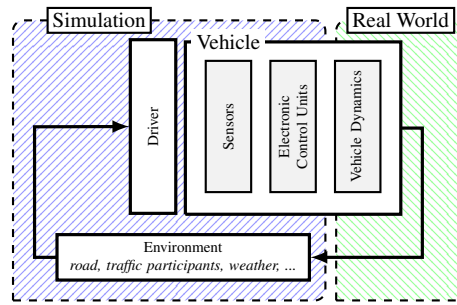 Simulation
Real World
Vehicle
Driver
Sensors
Electronic
Control Units
Vehicle Dynamics
Environment
road, traffic participants, weather, ...